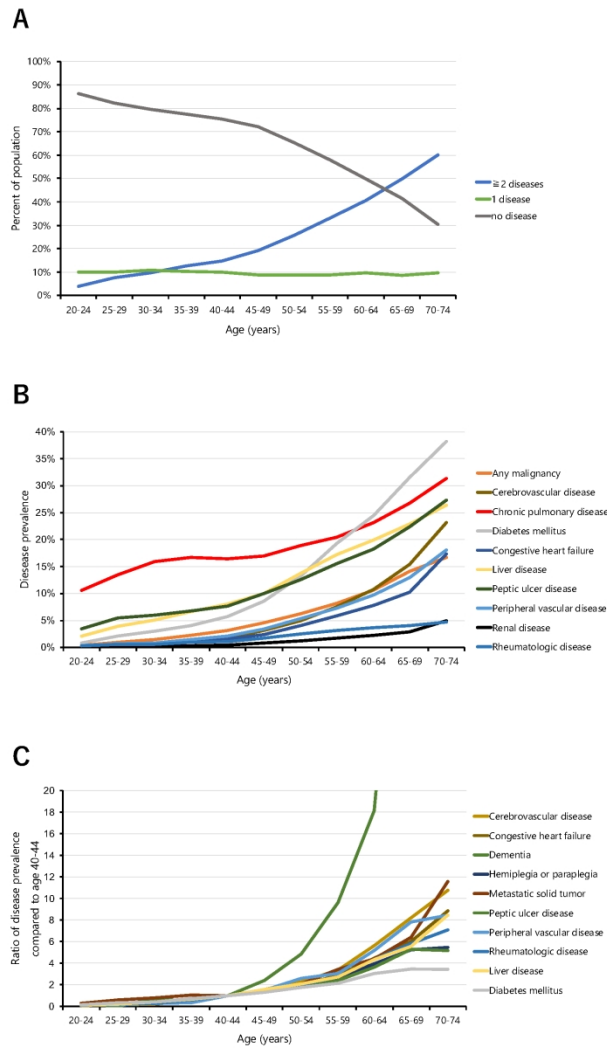 A
100%
90%
80%
70%
60%
50%
40%
30%
20%
10%
0%
Percent of population
20-24 25-29 30-34 35-39 40-44 45-49 50-54 55-59 60-64 65-69 70-74
Age (years)
≧2 diseases
1 disease
no disease
B
40%
35%
30%
25%
20%
15%
10%
5%
0%
Diesease prevalence
20-24 25-29 30-34 35-39 40-44 45-49 50-54 55-59 60-64 65-69 70-74
Age (years)
Any malignancy
Cerebrovascular disease
Chronic pulmonary disease
Diabetes mellitus
Congestive heart failure
Liver disease
Peptic ulcer disease
Peripheral vascular disease
Renal disease
Rheumatologic disease
C
20
18
16
14
12
10
8
6
4
2
0
Ratio of disease prevalence
compared to age 40-44
20-24 25-29 30-34 35-39 40-44 45-49 50-54 55-59 60-64 65-69 70-74
Age (years)
Cerebrovascular disease
Congestive heart failure
Dementia
Hemiplegia or paraplegia
Metastatic solid tumor
Peptic ulcer disease
Peripheral vascular disease
Rheumatologic disease
Liver disease
Diabetes mellitus